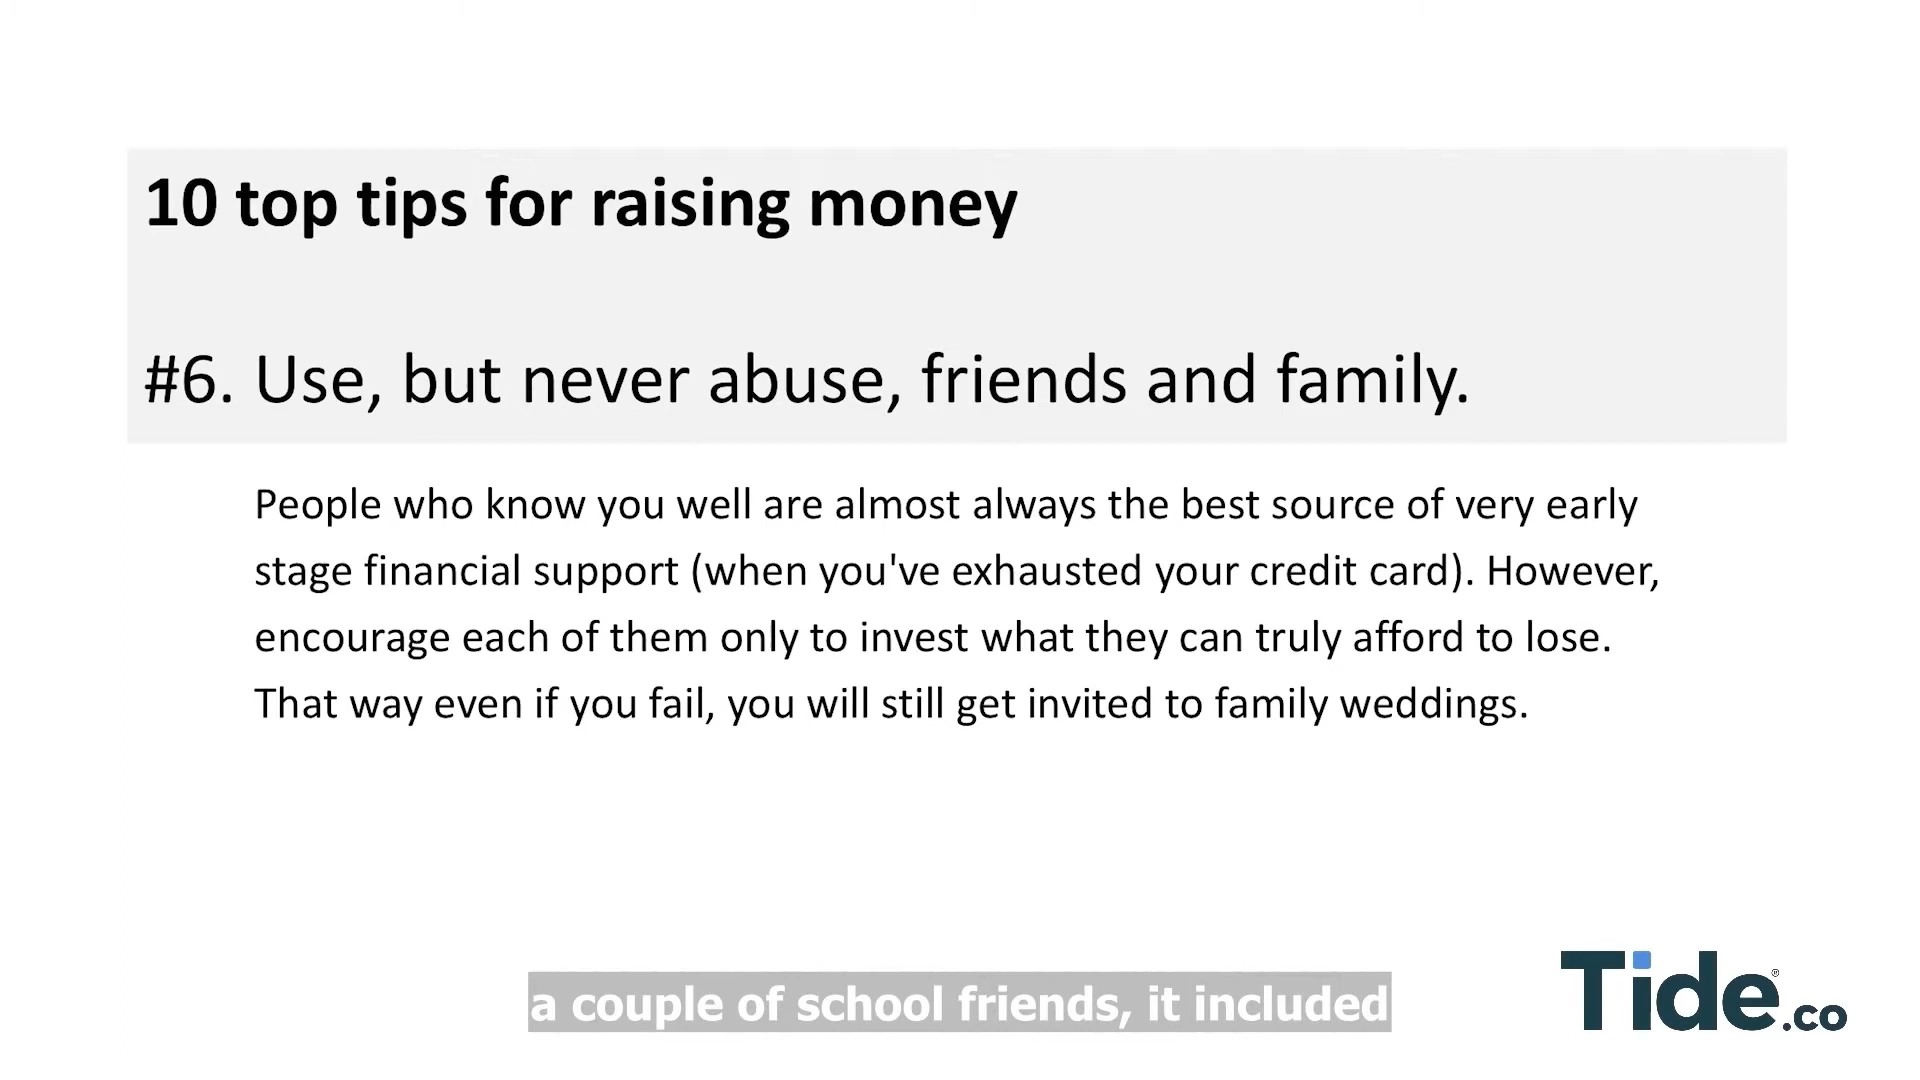 10 top tips for raising money
#6. Use, but never abuse, friends and family.
People who know you well are almost always the best source of very early
stage financial support (when you've exhausted your credit card). However,
encourage each of them only to invest what they can truly afford to lose.
That way even if you fail, you will still get invited to family weddings.
a couple of school friends, it included
Tide®.co